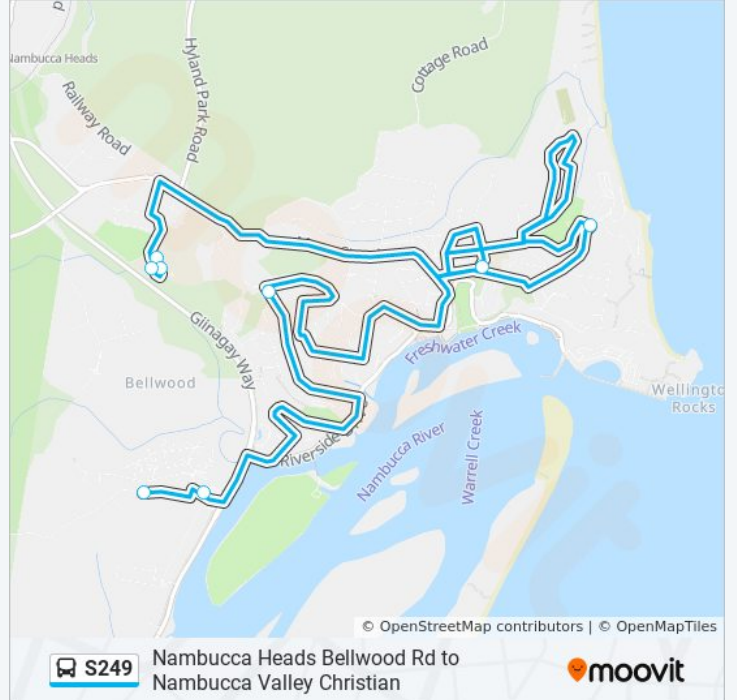 Nambucca Heads
Hyland Park Road
Cottage Road
Railway Road
Giinagay Way
Freshwater Creek
Bellwood
Wellingto
Rocks
Riverside
Nambucca River
Warrell Creek
© OpenStreetMap contributors | © OpenMapTiles
S249
Nambucca Heads Bellwood Rd to
Nambucca Valley Christian
moovit